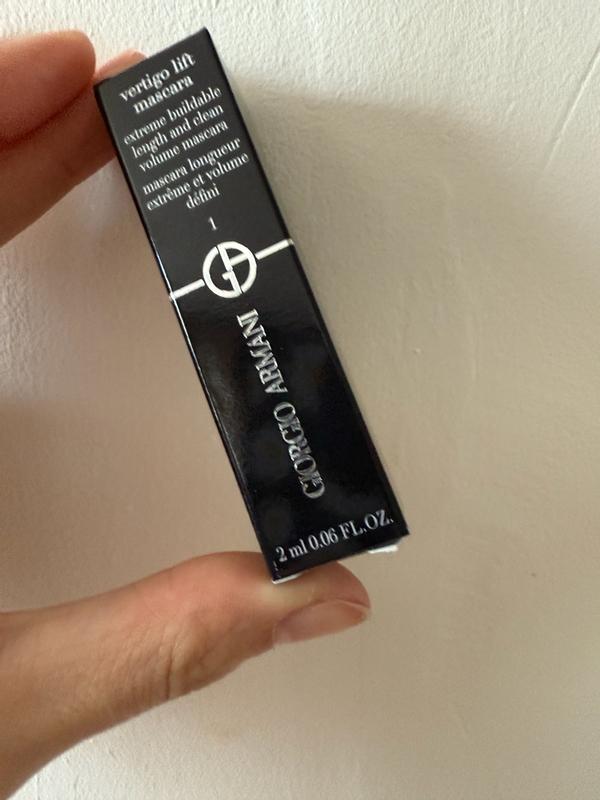 vertigo lift
mascara
extreme buildable
length and clean
volume mascara
mascara longueur
extrême et volume
défini
1
GA
GIORGIO ARMANI
2 ml 0.06 FL.OZ.